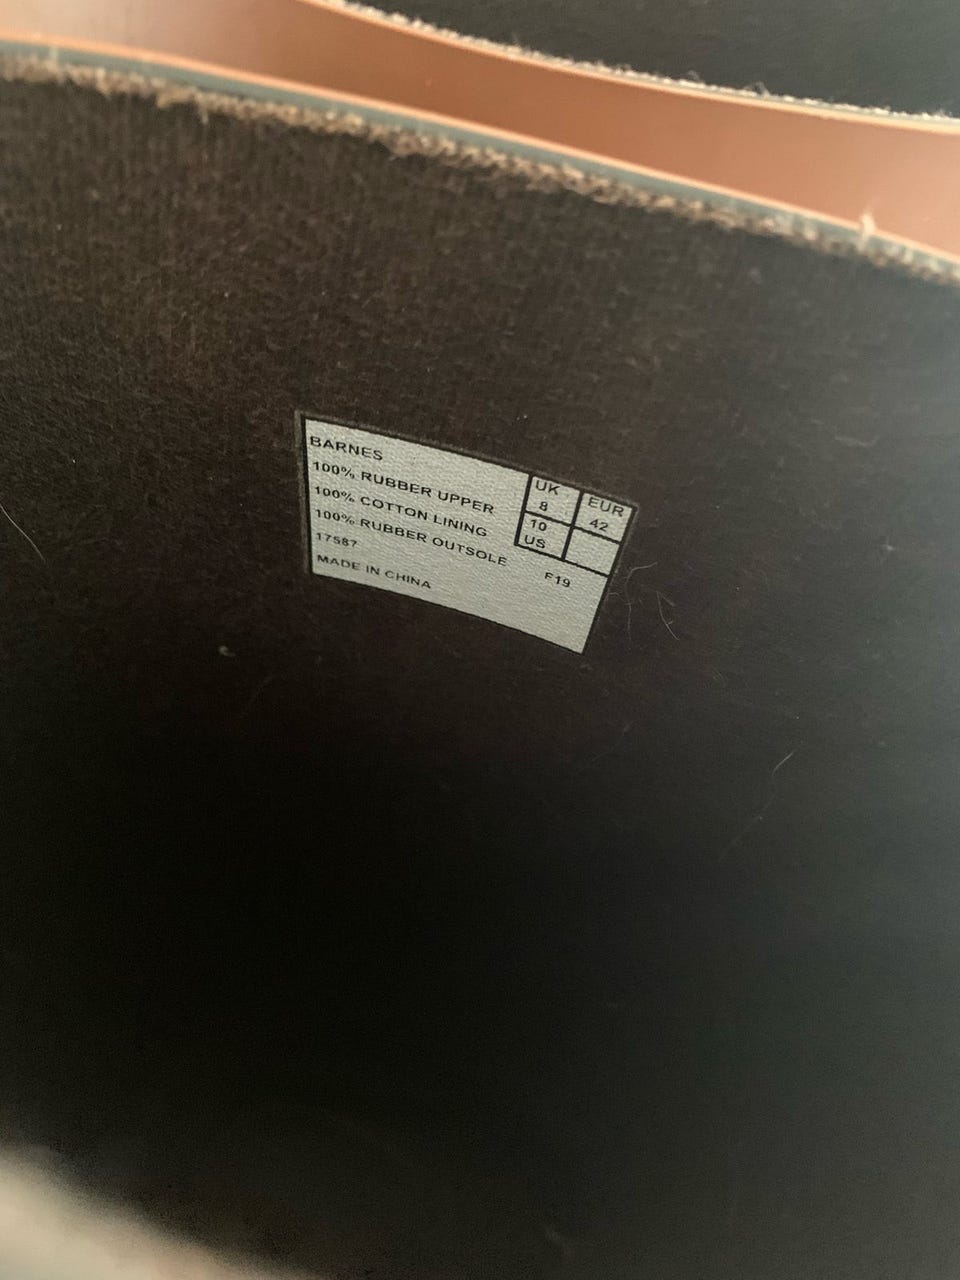 BARNES
100% RUBBER UPPER
100% COTTON LINING
100% RUBBER OUTSOLE
17587
MADE IN CHINA
UK EUR
8 42
10
US
F19